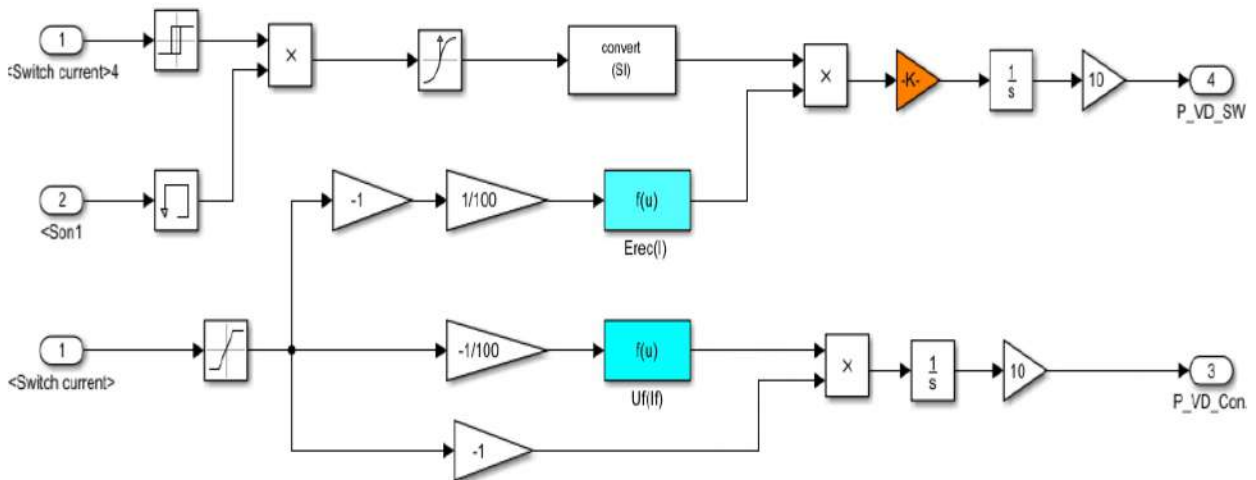 1
<Switch current>4
×
convert
(SI)
×
-K-
1
s
10
4
P_VD_SW
2
<Son1
-1
1/100
f(u)
Erec(I)
1
<Switch current>
-1/100
f(u)
Uf(If)
×
1
s
10
3
P_VD_Con.
-1